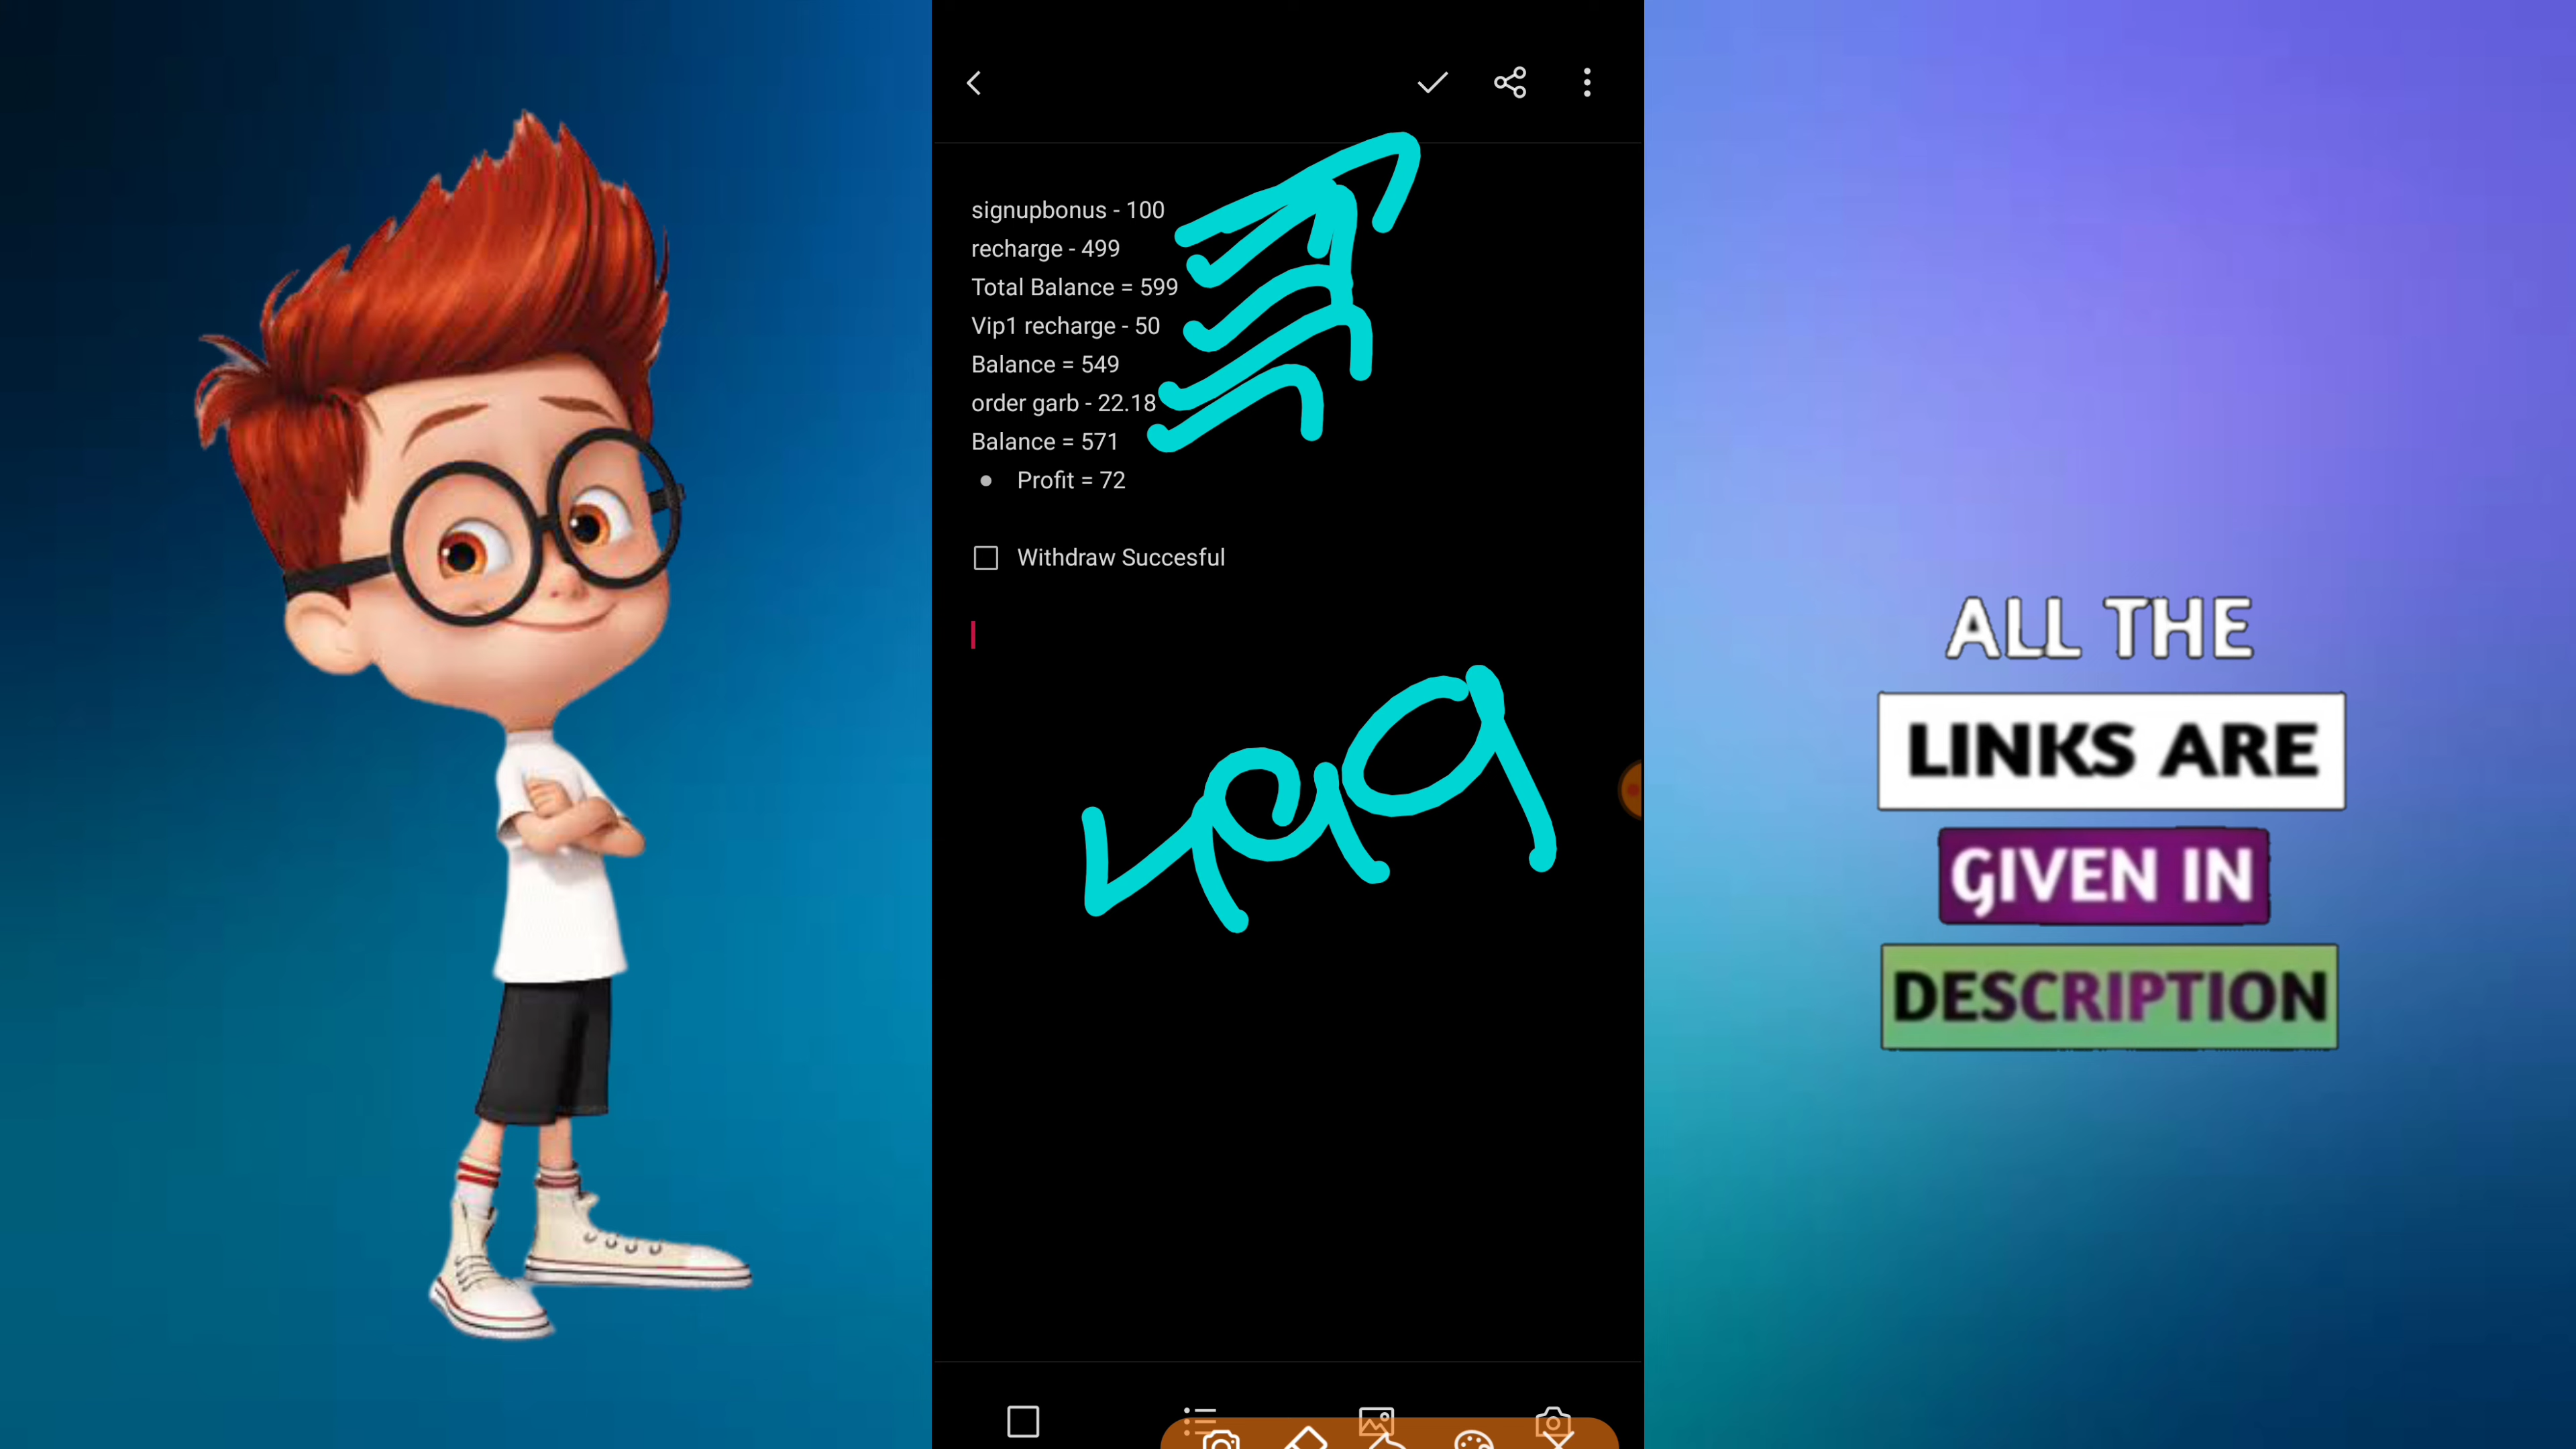 signupbonus - 100
recharge - 499
Total Balance = 599
Vip1 recharge - 50
Balance = 549
order garb - 22.18
Balance = 571
Profit = 72
Withdraw Succesful
499
ALL THE
LINKS ARE
GIVEN IN
DESCRIPTION